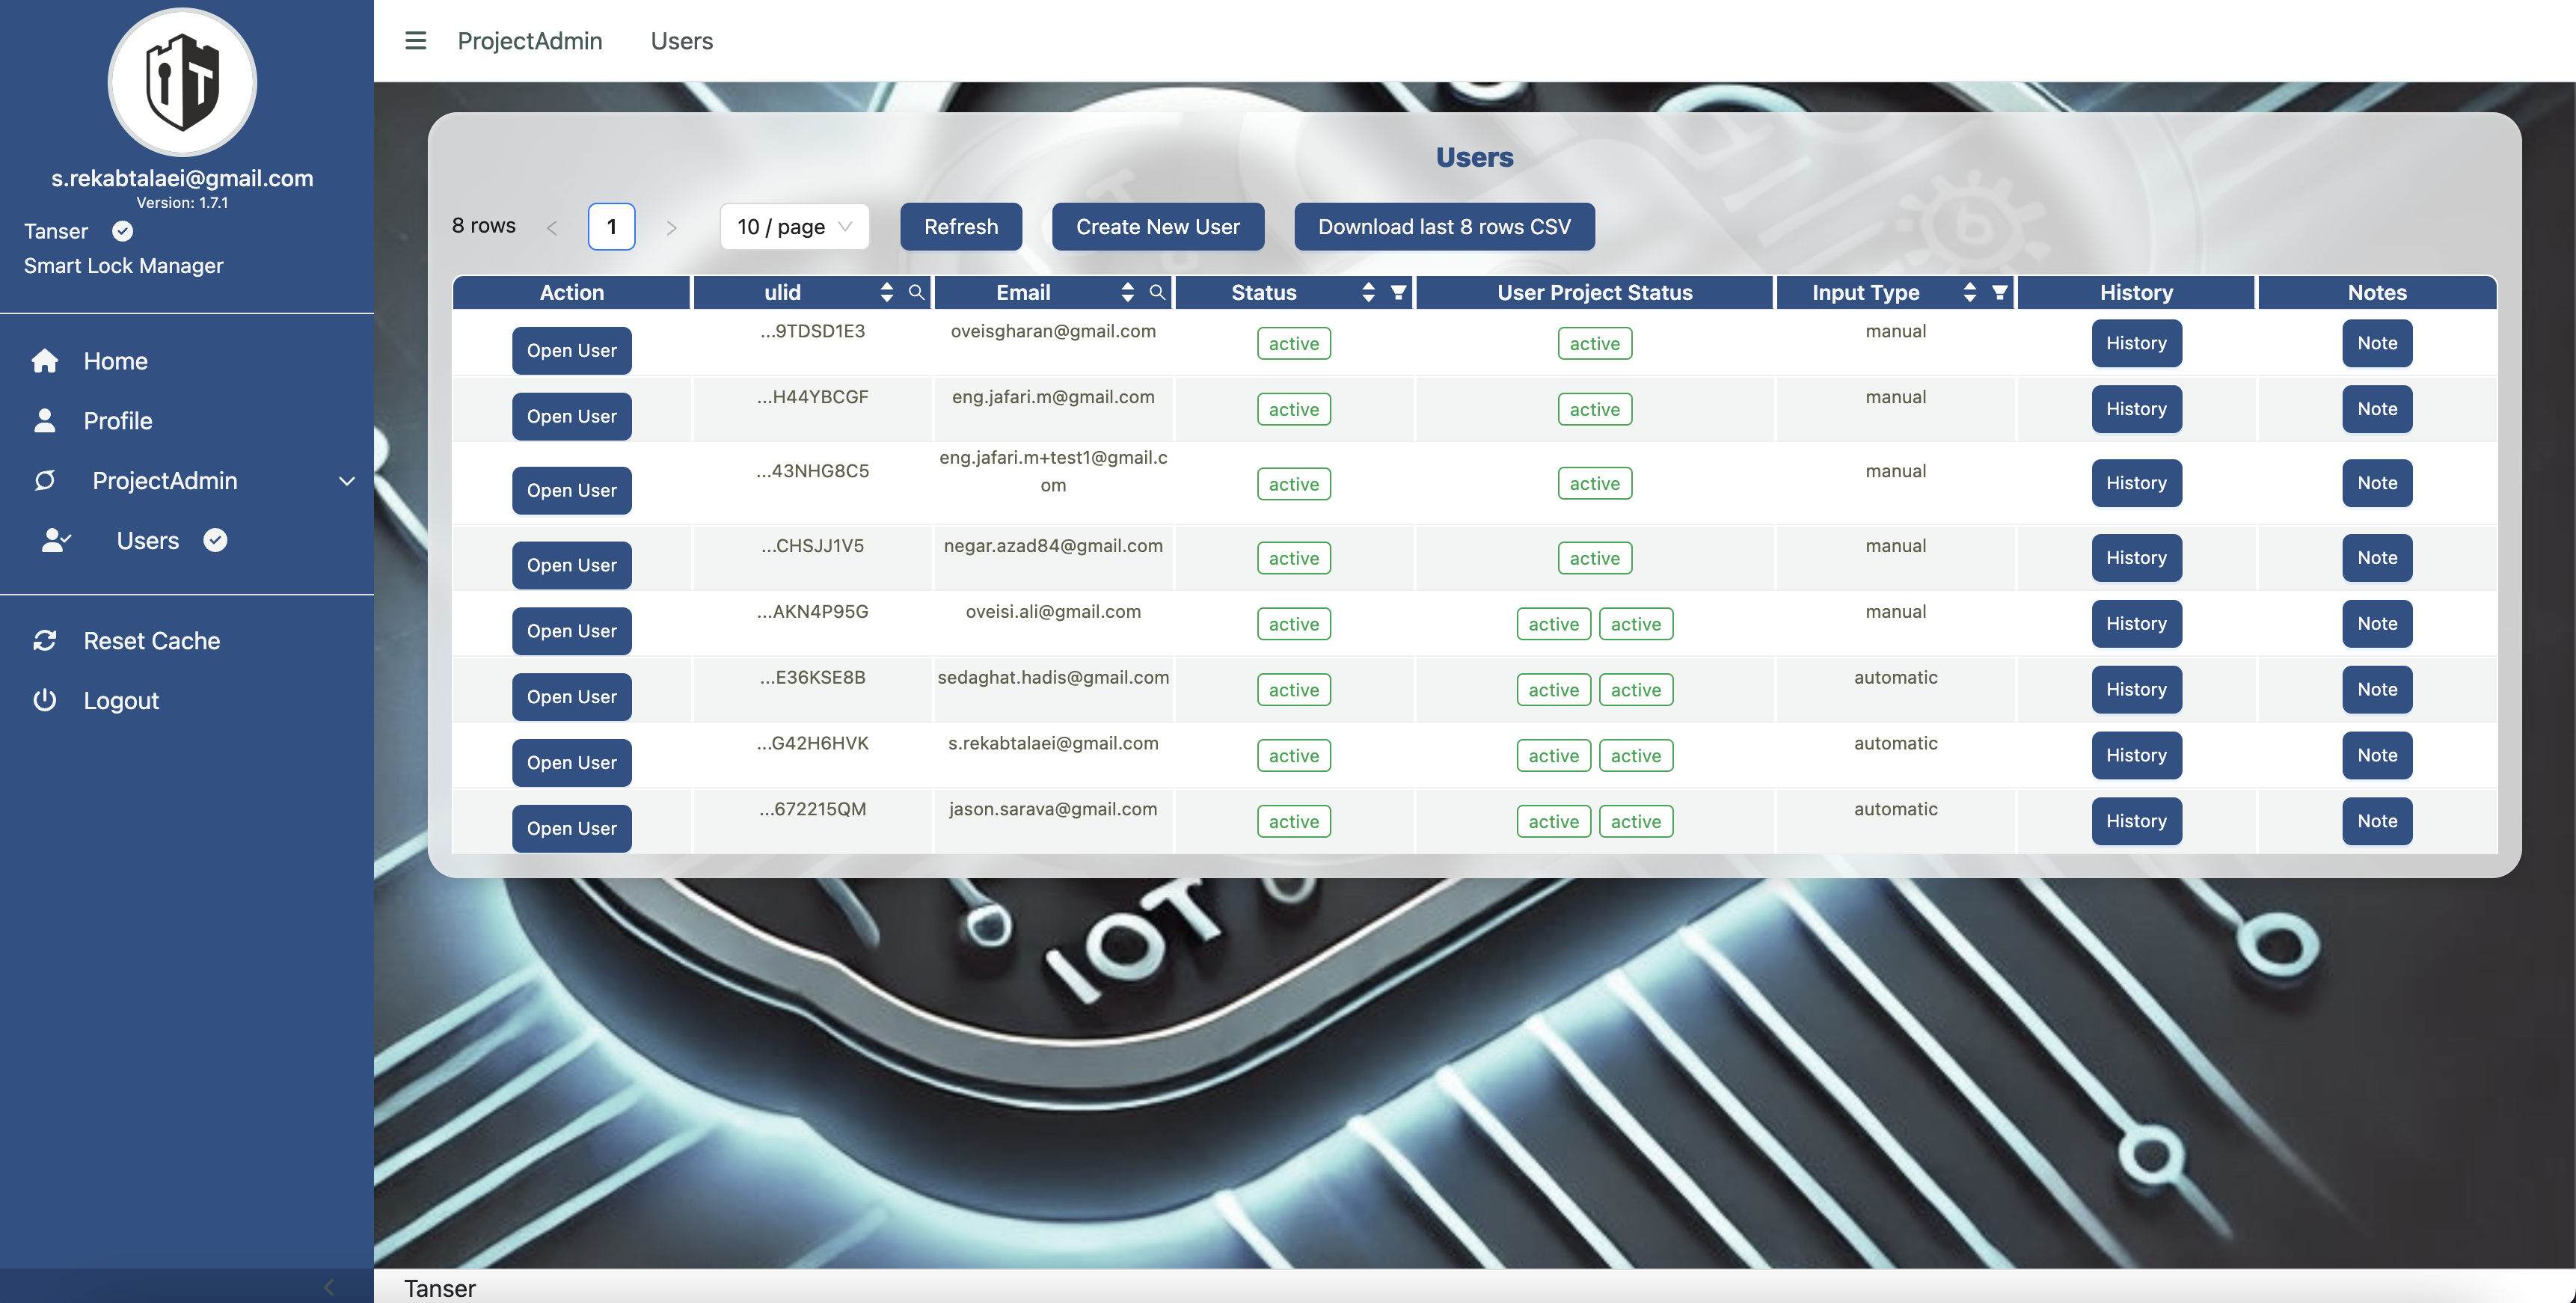 iT
s.rekabtalaei@gmail.com
Version: 1.7.1
Tanser
Smart Lock Manager
Home
Profile
ProjectAdmin
Users
Reset Cache
Logout
ProjectAdmin Users
Users
8 rows 1 10 / page Refresh Create New User Download last 8 rows CSV
Action ulid Email Status User Project Status Input Type History Notes
Open User ...9TDSD1E3 oveisgharan@gmail.com active active manual History Note
Open User ...H44YBCGF eng.jafari.m@gmail.com active active manual History Note
Open User ...43NHG8C5 eng.jafari.m+test1@gmail.c active active manual History Note
om
Open User ...CHSJJ1V5 negar.azad84@gmail.com active active manual History Note
Open User ...AKN4P95G oveisi.ali@gmail.com active active active manual History Note
Open User ...E36KSE8B sedaghat.hadis@gmail.com active active active automatic History Note
Open User ...G42H6HVK s.rekabtalaei@gmail.com active active active automatic History Note
Open User ...672215QM jason.sarava@gmail.com active active active automatic History Note
IOT
Tanser